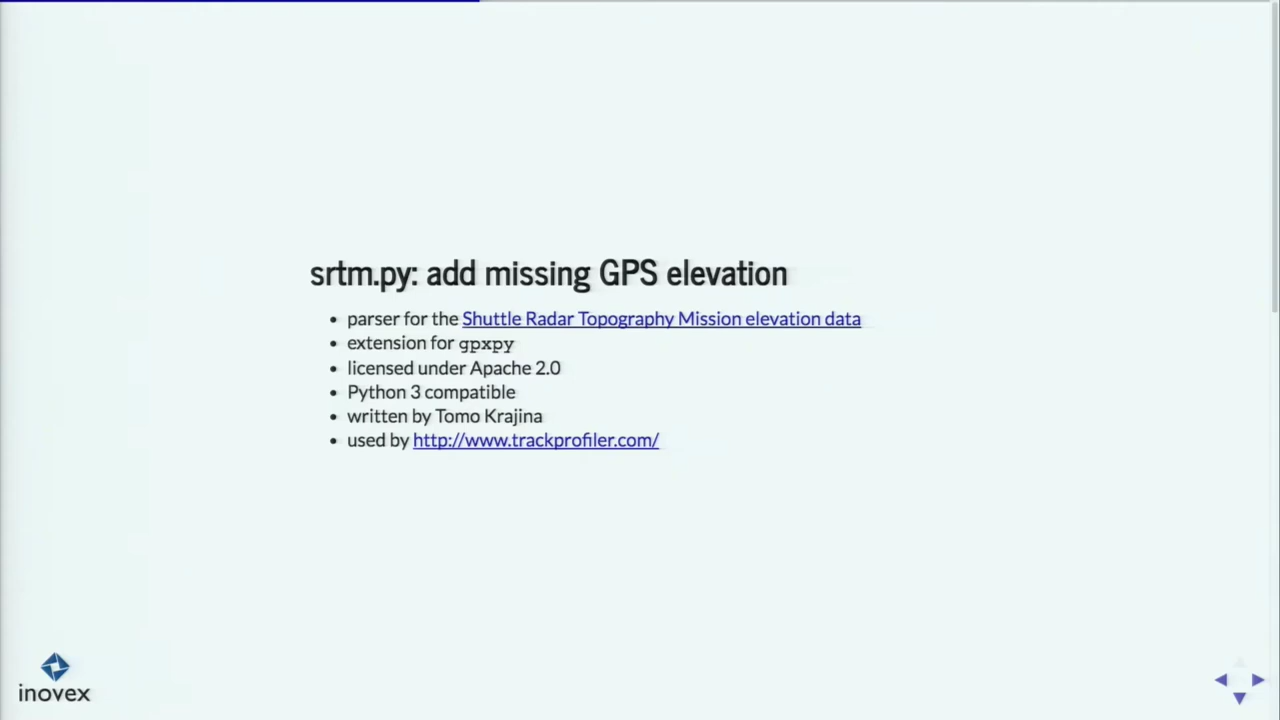 srtm.py: add missing GPS elevation
parser for the Shuttle Radar Topography Mission elevation data
extension for gpxpy
licensed under Apache 2.0
Python 3 compatible
written by Tomo Krajina
used by http://www.trackprofiler.com/
inovex